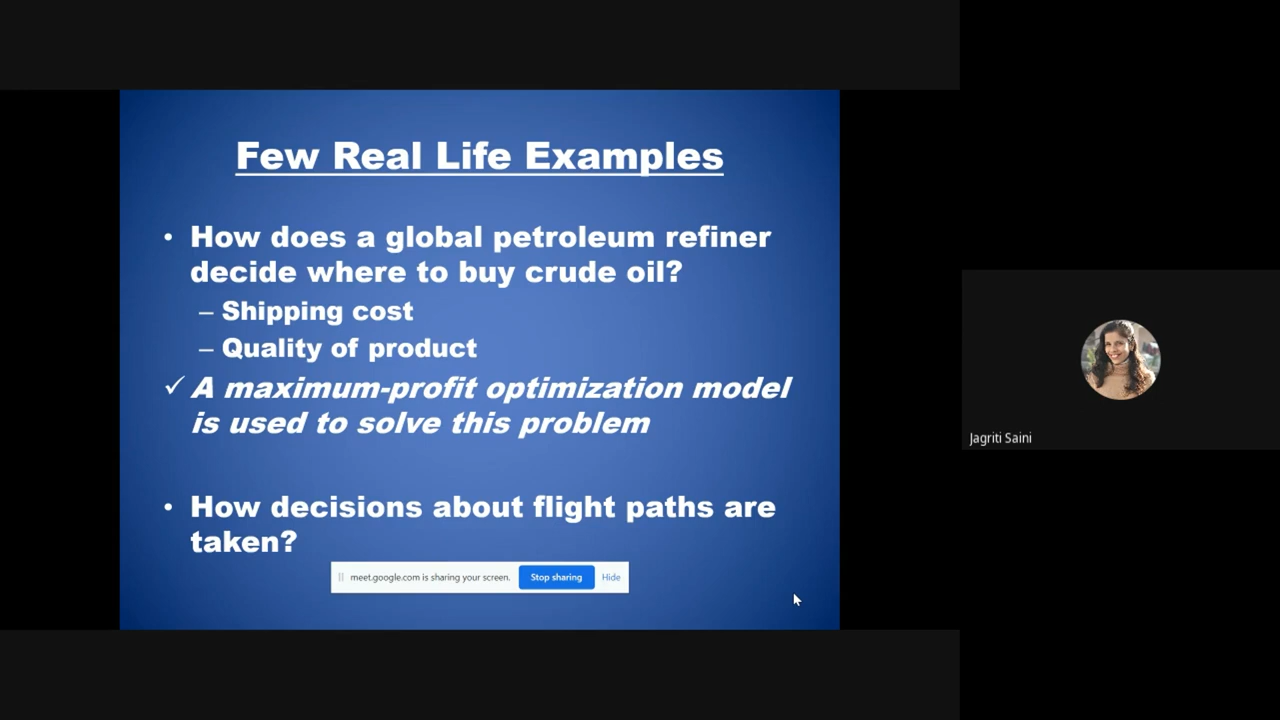 Few Real Life Examples
• How does a global petroleum refiner
decide where to buy crude oil?
– Shipping cost
– Quality of product
✓ A maximum-profit optimization model
is used to solve this problem
• How decisions about flight paths are
taken?
meet.google.com is sharing your screen. Stop sharing Hide
Jagriti Saini